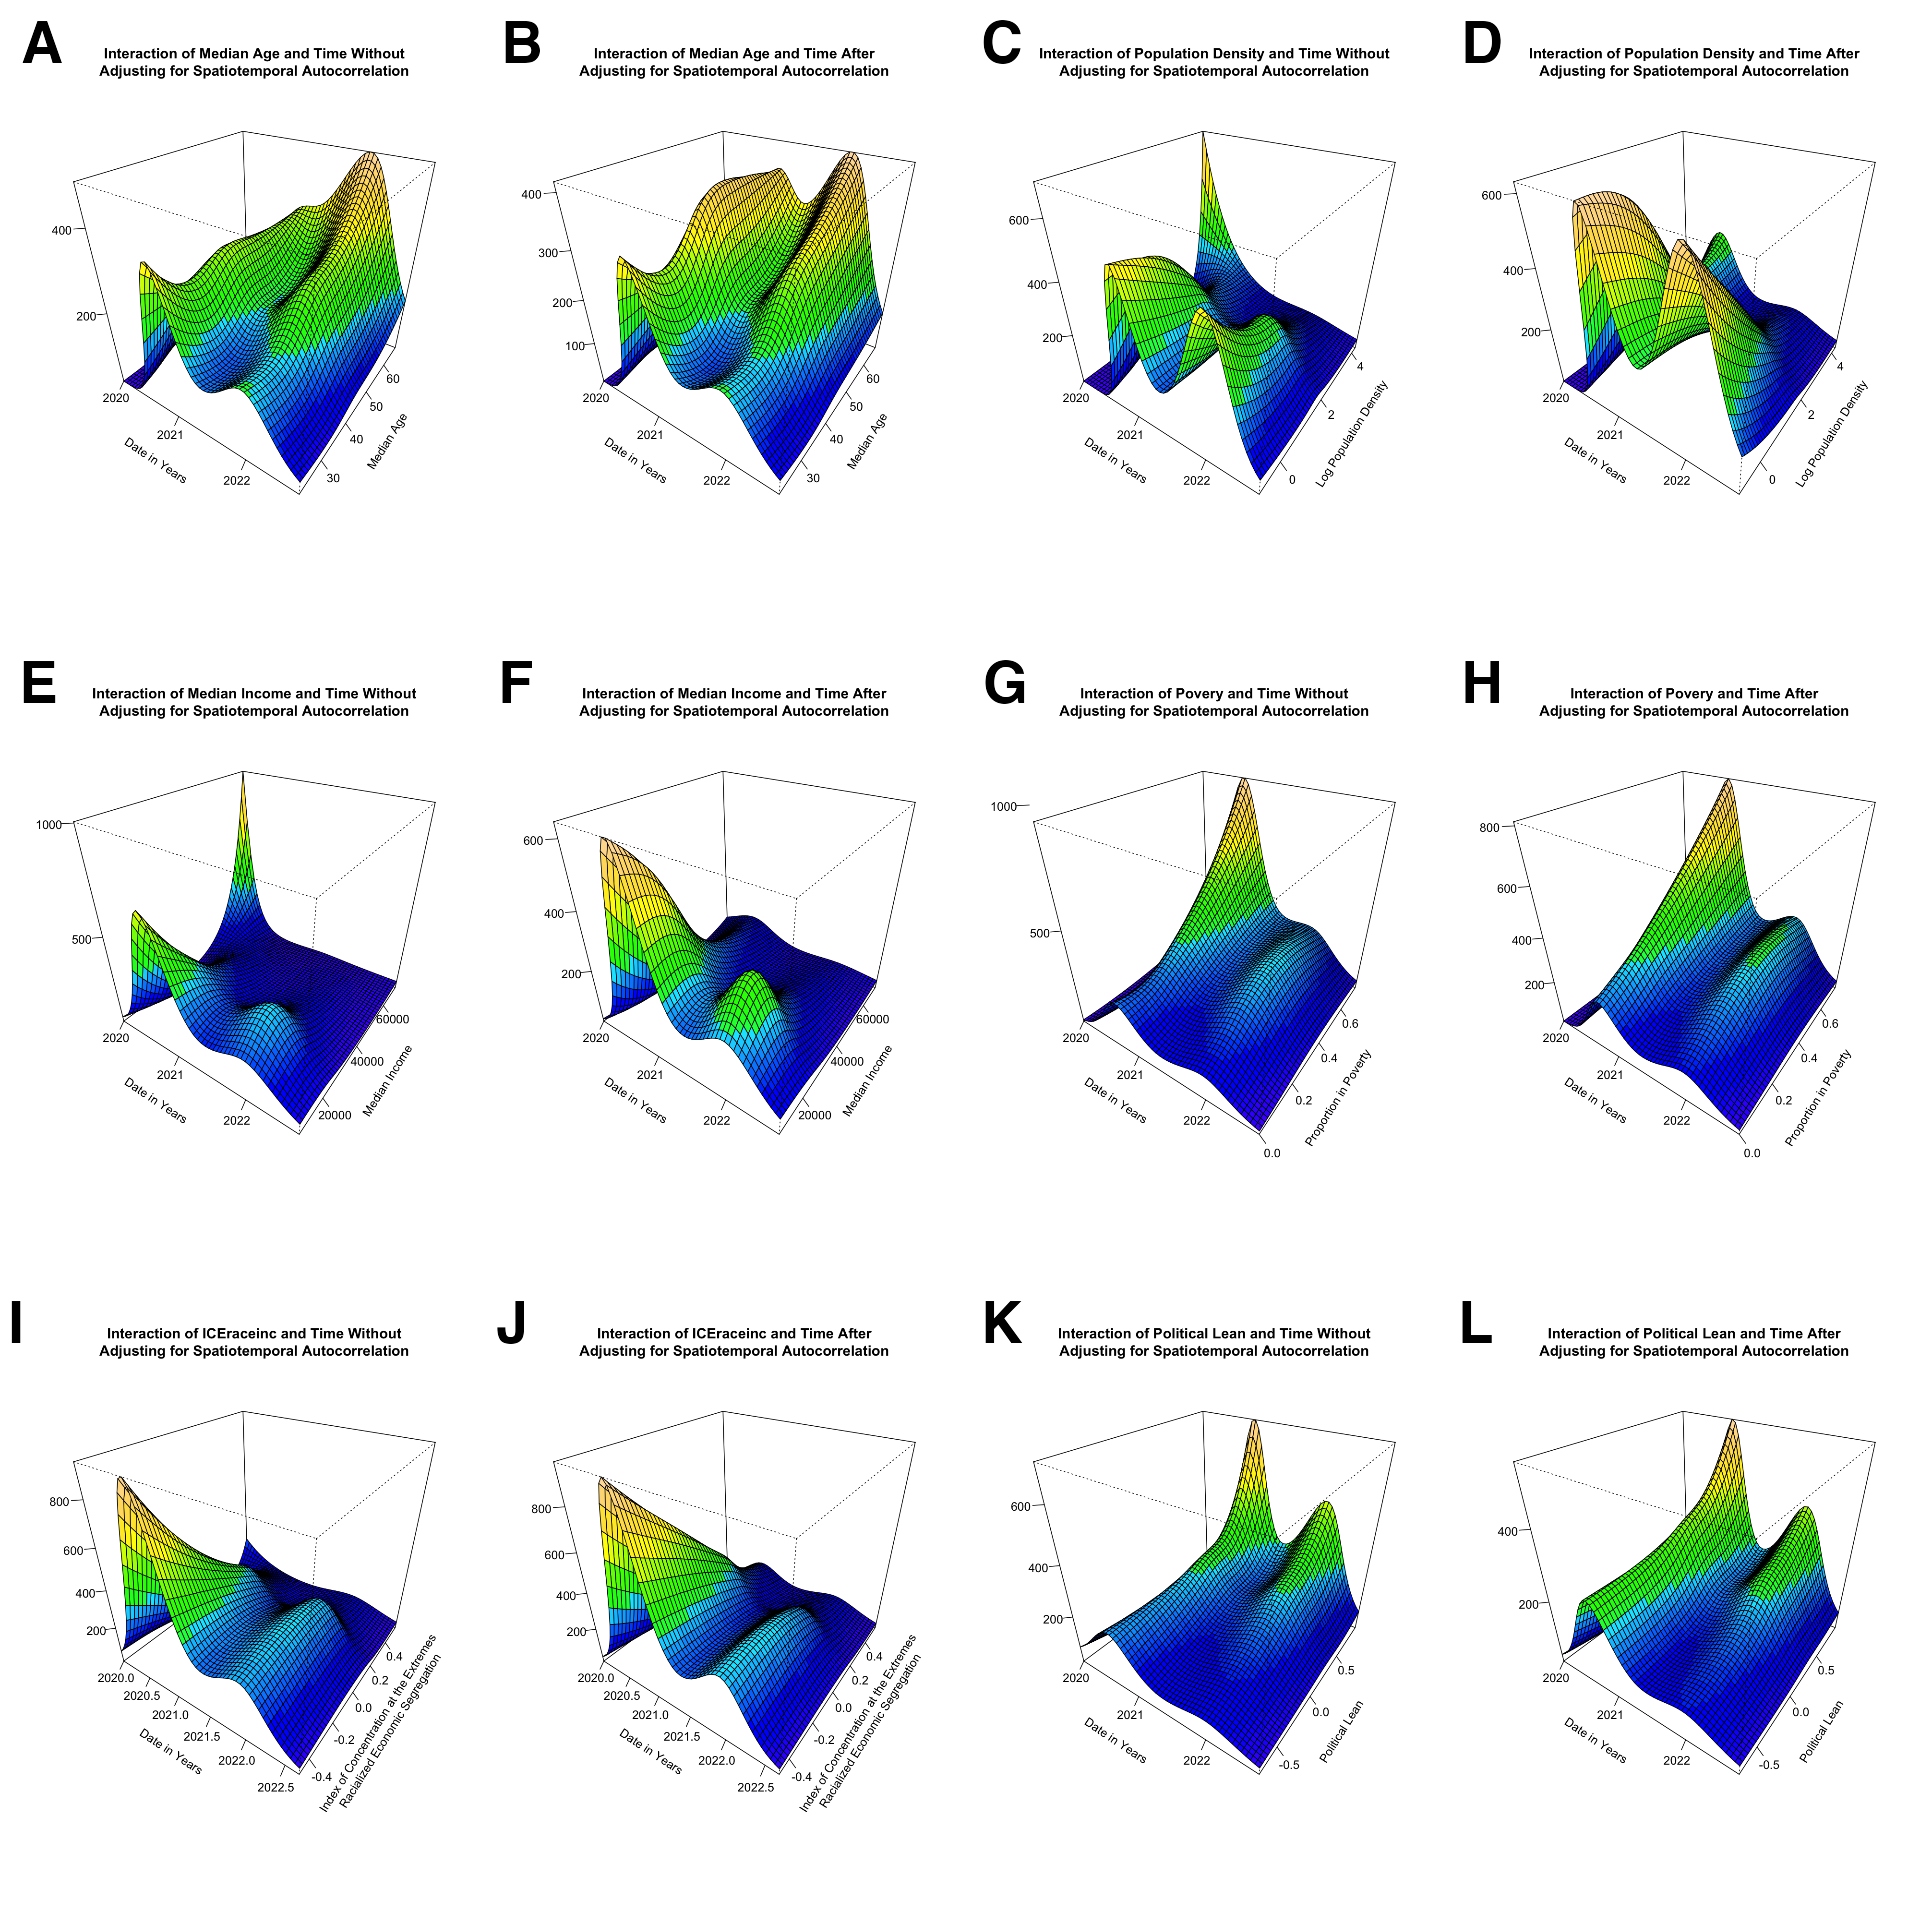 A
Interaction of Median Age and Time Without
Adjusting for Spatiotemporal Autocorrelation
400
200
2020
2021
2022
Date in Years
30
40
50
60
Median Age
B
Interaction of Median Age and Time After
Adjusting for Spatiotemporal Autocorrelation
400
300
200
100
2020
2021
2022
Date in Years
30
40
50
60
Median Age
C
Interaction of Population Density and Time Without
Adjusting for Spatiotemporal Autocorrelation
600
400
200
2020
2021
2022
Date in Years
0
2
4
Log Population Density
D
Interaction of Population Density and Time After
Adjusting for Spatiotemporal Autocorrelation
600
400
200
2020
2021
2022
Date in Years
0
2
4
Log Population Density
E
Interaction of Median Income and Time Without
Adjusting for Spatiotemporal Autocorrelation
1000
500
2020
2021
2022
Date in Years
20000
40000
60000
Median Income
F
Interaction of Median Income and Time After
Adjusting for Spatiotemporal Autocorrelation
600
400
200
2020
2021
2022
Date in Years
20000
40000
60000
Median Income
G
Interaction of Povery and Time Without
Adjusting for Spatiotemporal Autocorrelation
1000
500
2020
2021
2022
Date in Years
0.0
0.2
0.4
0.6
Proportion in Poverty
H
Interaction of Povery and Time After
Adjusting for Spatiotemporal Autocorrelation
800
600
400
200
2020
2021
2022
Date in Years
0.0
0.2
0.4
0.6
Proportion in Poverty
I
Interaction of ICEraceinc and Time Without
Adjusting for Spatiotemporal Autocorrelation
800
600
400
200
2020.0
2020.5
2021.0
2021.5
2022.0
2022.5
Date in Years
-0.4
-0.2
0.0
0.2
0.4
Index of Concentration at the Extremes
Racialized Economic Segregation
J
Interaction of ICEraceinc and Time After
Adjusting for Spatiotemporal Autocorrelation
800
600
400
200
2020.0
2020.5
2021.0
2021.5
2022.0
2022.5
Date in Years
-0.4
-0.2
0.0
0.2
0.4
Index of Concentration at the Extremes
Racialized Economic Segregation
K
Interaction of Political Lean and Time Without
Adjusting for Spatiotemporal Autocorrelation
600
400
200
2020
2021
2022
Date in Years
-0.5
0.0
0.5
Political Lean
L
Interaction of Political Lean and Time After
Adjusting for Spatiotemporal Autocorrelation
400
200
2020
2021
2022
Date in Years
-0.5
0.0
0.5
Political Lean